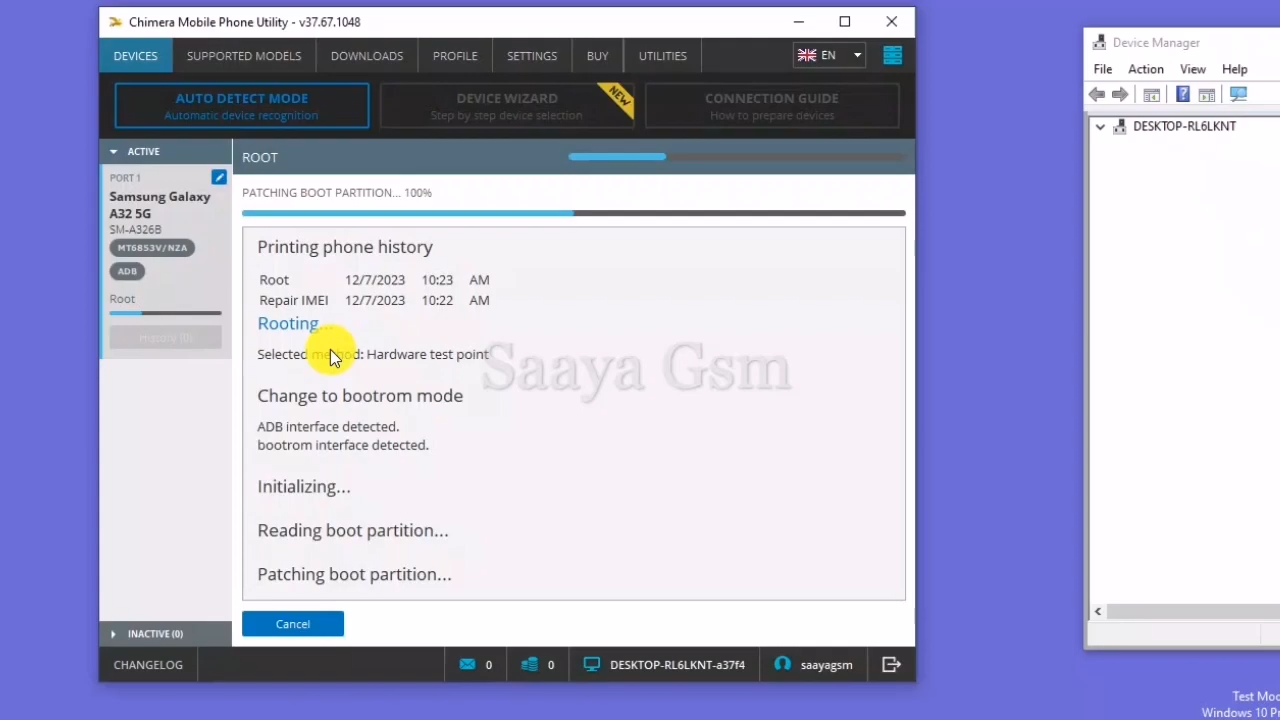 Chimera Mobile Phone Utility - v37.67.1048
DEVICES SUPPORTED MODELS DOWNLOADS PROFILE SETTINGS BUY UTILITIES EN
AUTO DETECT MODE
Automatic device recognition
DEVICE WIZARD
Step by step device selection
NEW
CONNECTION GUIDE
How to prepare devices
ACTIVE
PORT 1
Samsung Galaxy
A32 5G
SM-A326B
MT6853V/NZA
ADB
Root
History (0)
INACTIVE (0)
ROOT
PATCHING BOOT PARTITION... 100%
Printing phone history
Root 12/7/2023 10:23 AM
Repair IMEI 12/7/2023 10:22 AM
Rooting...
Selected method: Hardware test point
Saaya Gsm
Change to bootrom mode
ADB interface detected.
bootrom interface detected.
Initializing...
Reading boot partition...
Patching boot partition...
Cancel
CHANGELOG 0 0 DESKTOP-RL6LKNT-a37f4 saayagsm
Device Manager
File Action View Help
DESKTOP-RL6LKNT
Test Mod
Windows 10 Pr